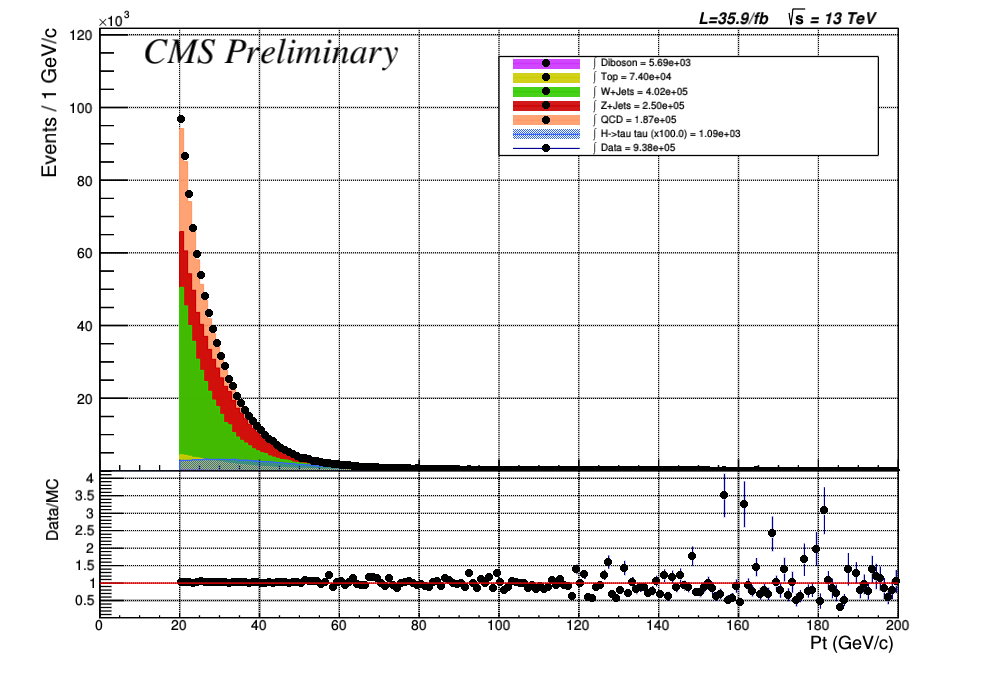 ×10³
L=35.9/fb √s = 13 TeV
CMS Preliminary
Events / 1 GeV/c
120
100
80
60
40
20
∫ Diboson = 5.69e+03
∫ Top = 7.40e+04
∫ W+Jets = 4.02e+05
∫ Z+Jets = 2.50e+05
∫ QCD = 1.87e+05
∫ H->tau tau (x100.0) = 1.09e+03
∫ Data = 9.38e+05
Data/MC
4
3.5
3
2.5
2
1.5
1
0.5
0 20 40 60 80 100 120 140 160 180 200
Pt (GeV/c)